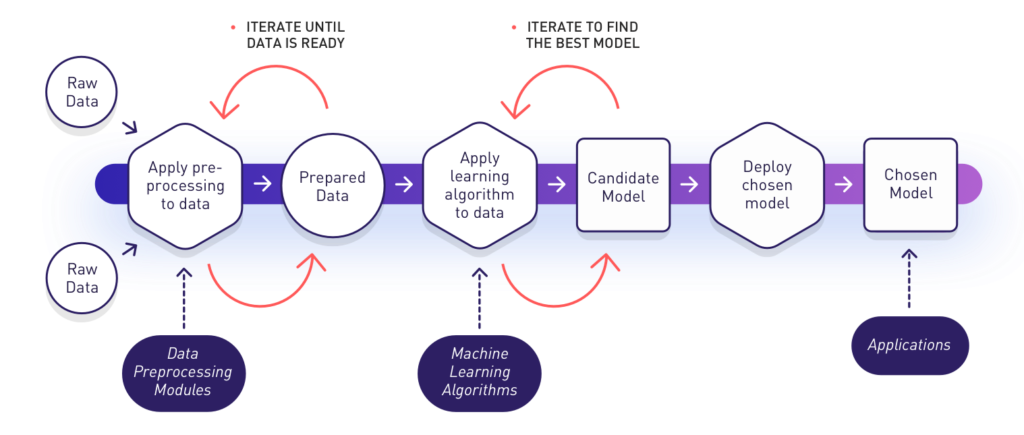 • ITERATE UNTIL
DATA IS READY
• ITERATE TO FIND
THE BEST MODEL
Raw
Data
Apply pre-
processing
to data
Prepared
Data
Apply
learning
algorithm
to data
Candidate
Model
Deploy
chosen
model
Chosen
Model
Raw
Data
Data
Preprocessing
Modules
Machine
Learning
Algorithms
Applications